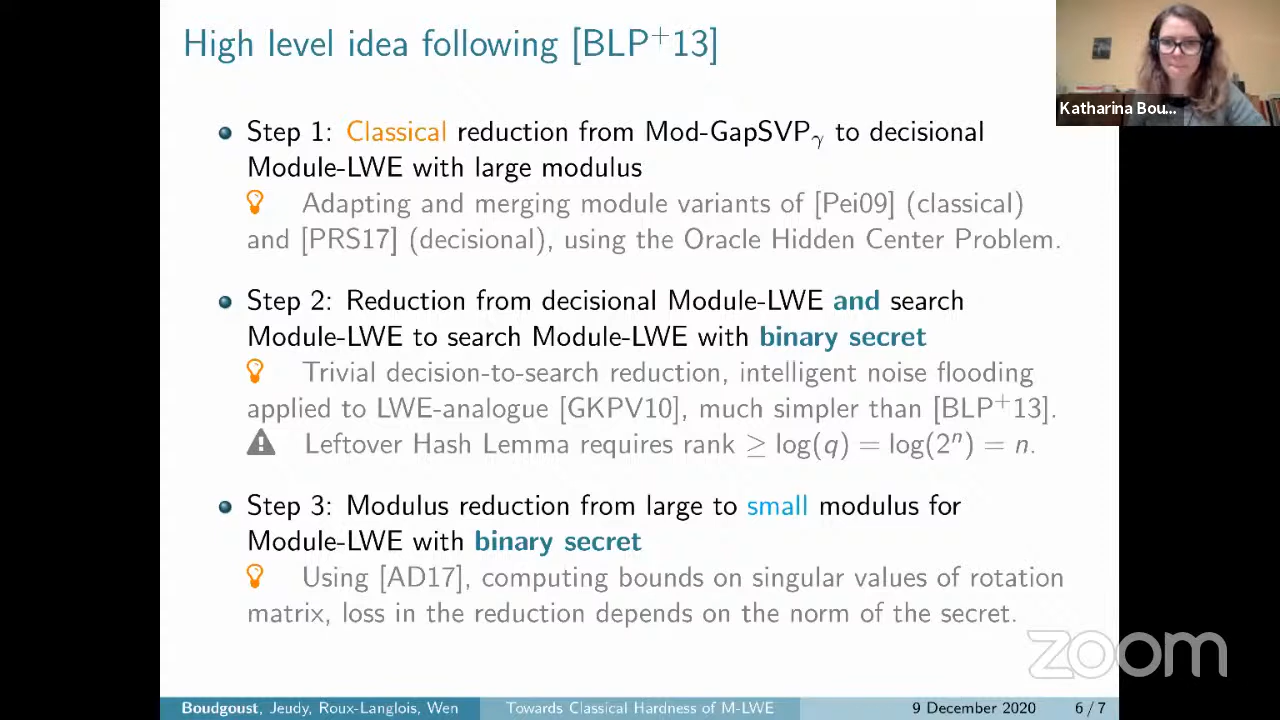 High level idea following [BLP⁺13]
Katharina Bou...
Step 1: Classical reduction from Mod-GapSVPγ to decisional
Module-LWE with large modulus
Adapting and merging module variants of [Pei09] (classical)
and [PRS17] (decisional), using the Oracle Hidden Center Problem.
Step 2: Reduction from decisional Module-LWE and search
Module-LWE to search Module-LWE with binary secret
Trivial decision-to-search reduction, intelligent noise flooding
applied to LWE-analogue [GKPV10], much simpler than [BLP⁺13].
Leftover Hash Lemma requires rank ≥ log(q) = log(2ⁿ) = n.
Step 3: Modulus reduction from large to small modulus for
Module-LWE with binary secret
Using [AD17], computing bounds on singular values of rotation
matrix, loss in the reduction depends on the norm of the secret.
zoom
Boudgoust, Jeudy, Roux-Langlois, Wen Towards Classical Hardness of M-LWE 9 December 2020 6 / 7